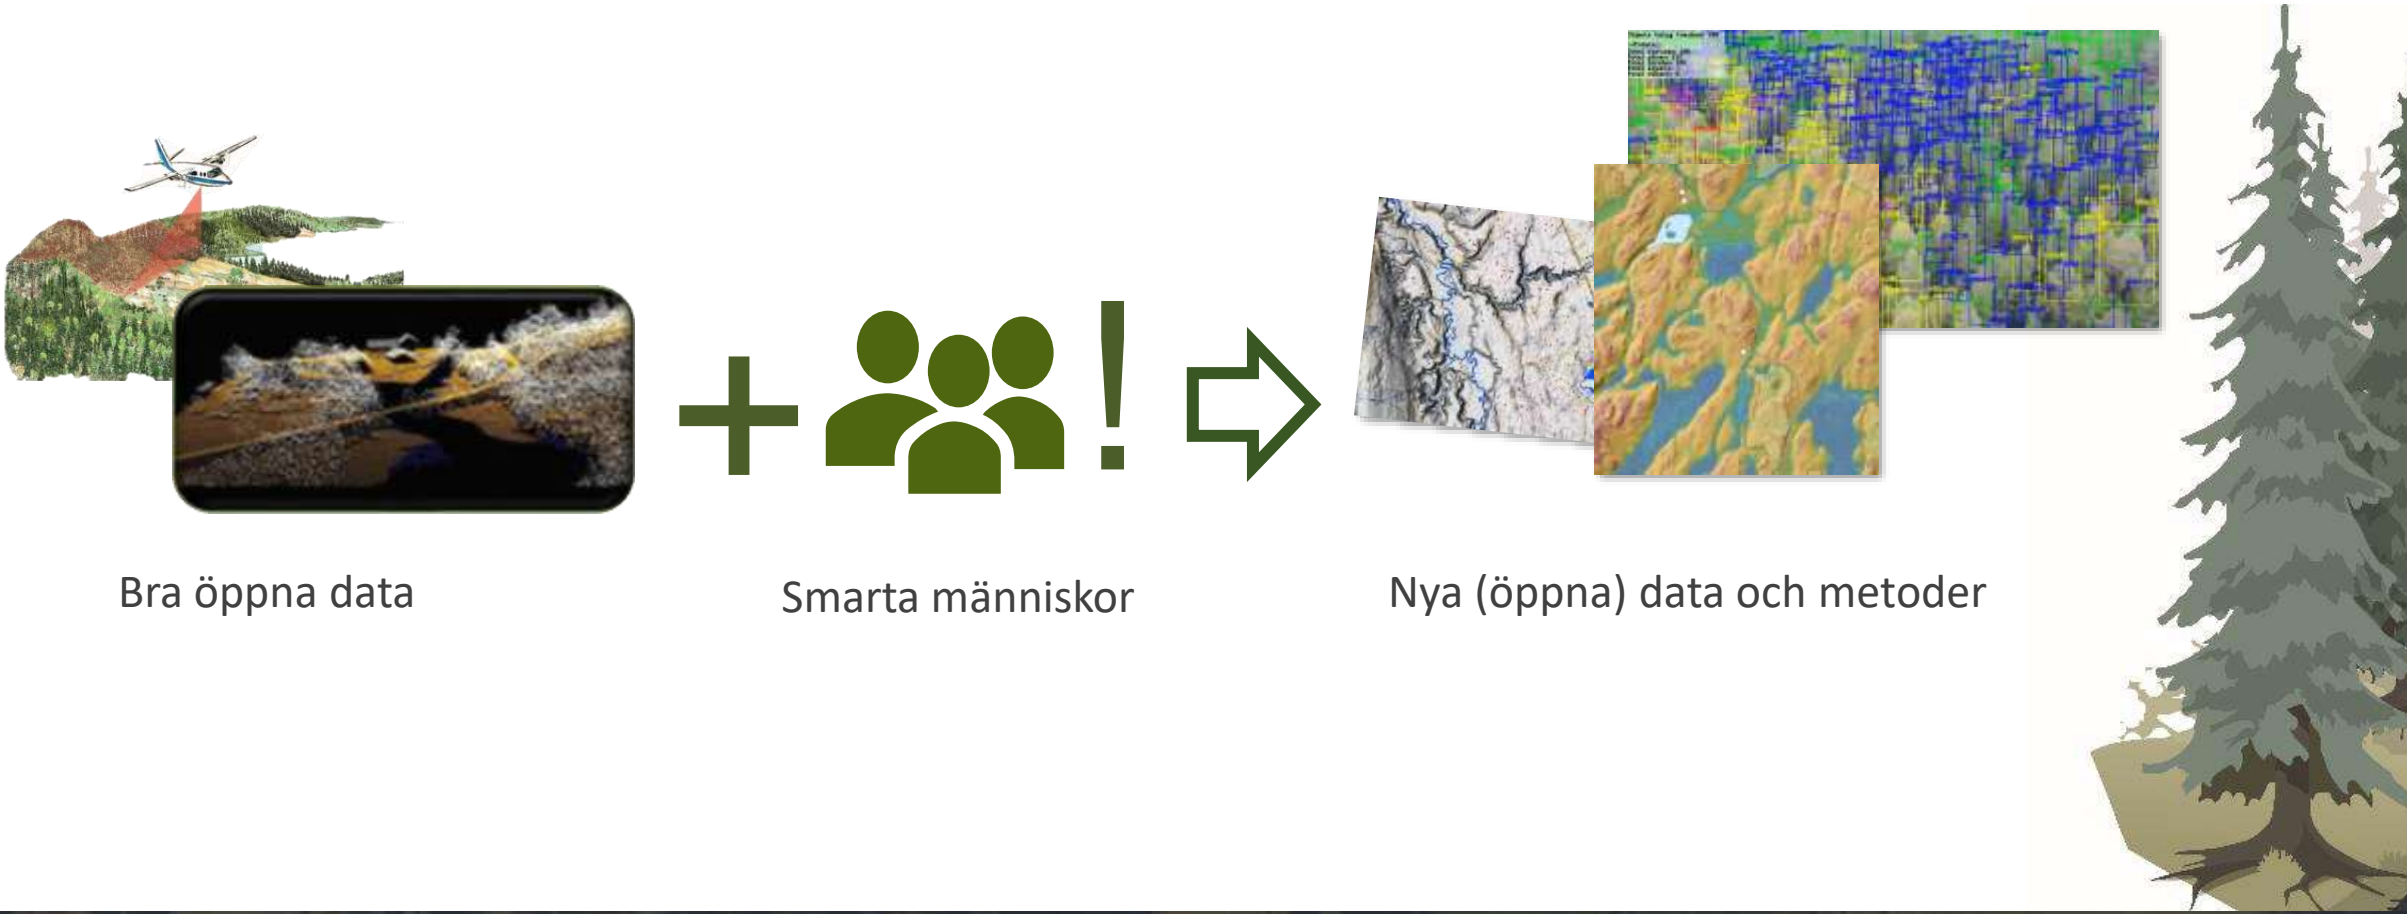 Bra öppna data
Smarta människor
Nya (öppna) data och metoder